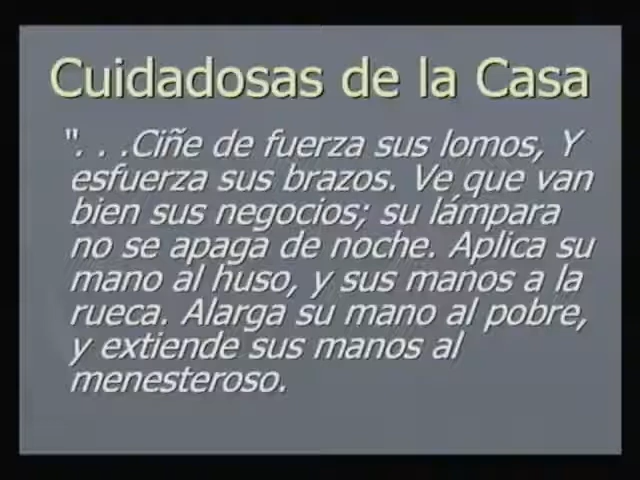 Cuidadosas de la Casa
". . .Ciñe de fuerza sus lomos, Y
esfuerza sus brazos. Ve que van
bien sus negocios; su lámpara
no se apaga de noche. Aplica su
mano al huso, y sus manos a la
rueca. Alarga su mano al pobre,
y extiende sus manos al
menesteroso.